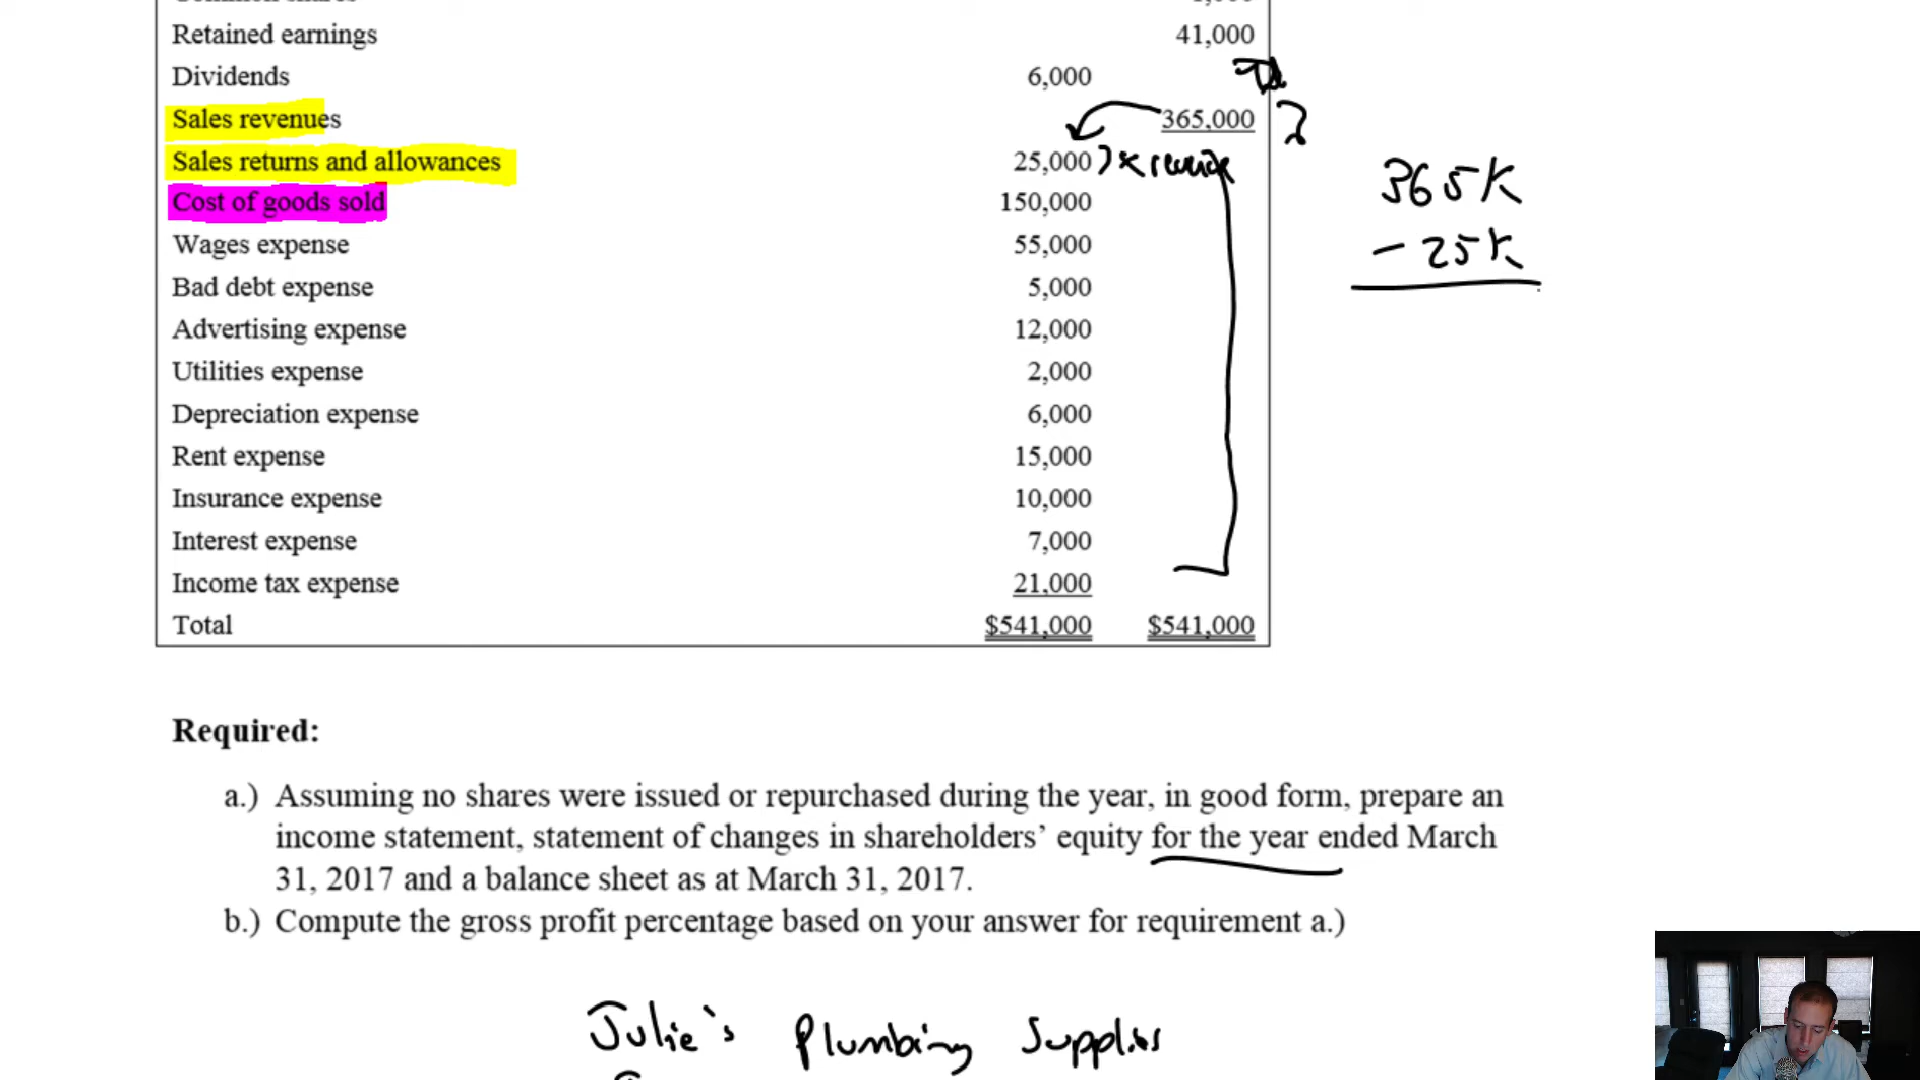 Retained earnings 41,000
Dividends 6,000
Sales revenues 365,000
Sales returns and allowances 25,000
Cost of goods sold 150,000
Wages expense 55,000
Bad debt expense 5,000
Advertising expense 12,000
Utilities expense 2,000
Depreciation expense 6,000
Rent expense 15,000
Insurance expense 10,000
Interest expense 7,000
Income tax expense 21,000
Total $541,000 $541,000
365K
- 25K
Required:
a.) Assuming no shares were issued or repurchased during the year, in good form, prepare an
income statement, statement of changes in shareholders’ equity for the year ended March
31, 2017 and a balance sheet as at March 31, 2017.
b.) Compute the gross profit percentage based on your answer for requirement a.)
Julie's Plumbing Supplies